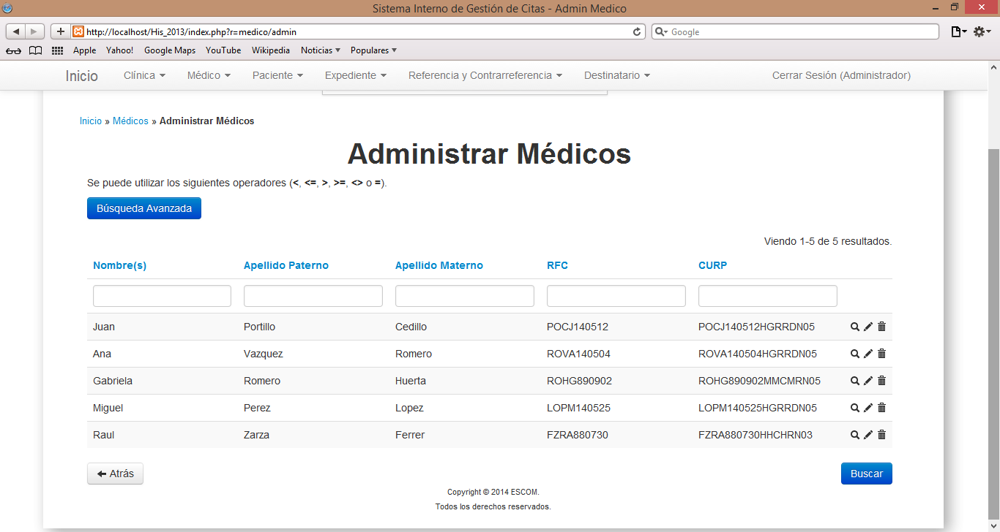 Sistema Interno de Gestión de Citas - Admin Medico
http://localhost/His_2013/index.php?r=medico/admin
Google
Apple Yahoo! Google Maps YouTube Wikipedia Noticias Populares
Inicio Clínica Médico Paciente Expediente Referencia y Contrarreferencia Destinatario Cerrar Sesión (Administrador)
Inicio » Médicos » Administrar Médicos
Administrar Médicos
Se puede utilizar los siguientes operadores (<, <=, >, >=, <> o =).
Búsqueda Avanzada
Viendo 1-5 de 5 resultados.
Nombre(s) Apellido Paterno Apellido Materno RFC CURP
Juan Portillo Cedillo POCJ140512 POCJ140512HGRRDN05
Ana Vazquez Romero ROVA140504 ROVA140504HGRRDN05
Gabriela Romero Huerta ROHG890902 ROHG890902MMCMRN05
Miguel Perez Lopez LOPM140525 LOPM140525HGRRDN05
Raul Zarza Ferrer FZRA880730 FZRA880730HHCHRN03
Atrás Buscar
Copyright © 2014 ESCOM.
Todos los derechos reservados.